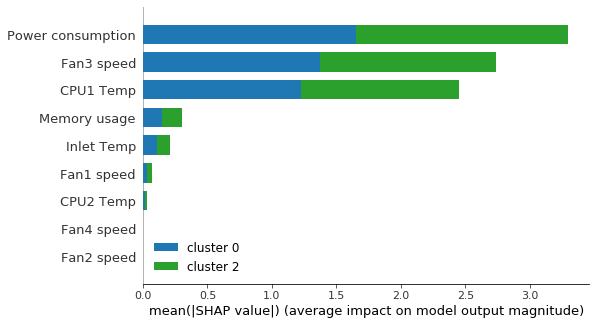 Power consumption
Fan3 speed
CPU1 Temp
Memory usage
Inlet Temp
Fan1 speed
CPU2 Temp
Fan4 speed
Fan2 speed
cluster 0
cluster 2
0.0 0.5 1.0 1.5 2.0 2.5 3.0
mean(|SHAP value|) (average impact on model output magnitude)